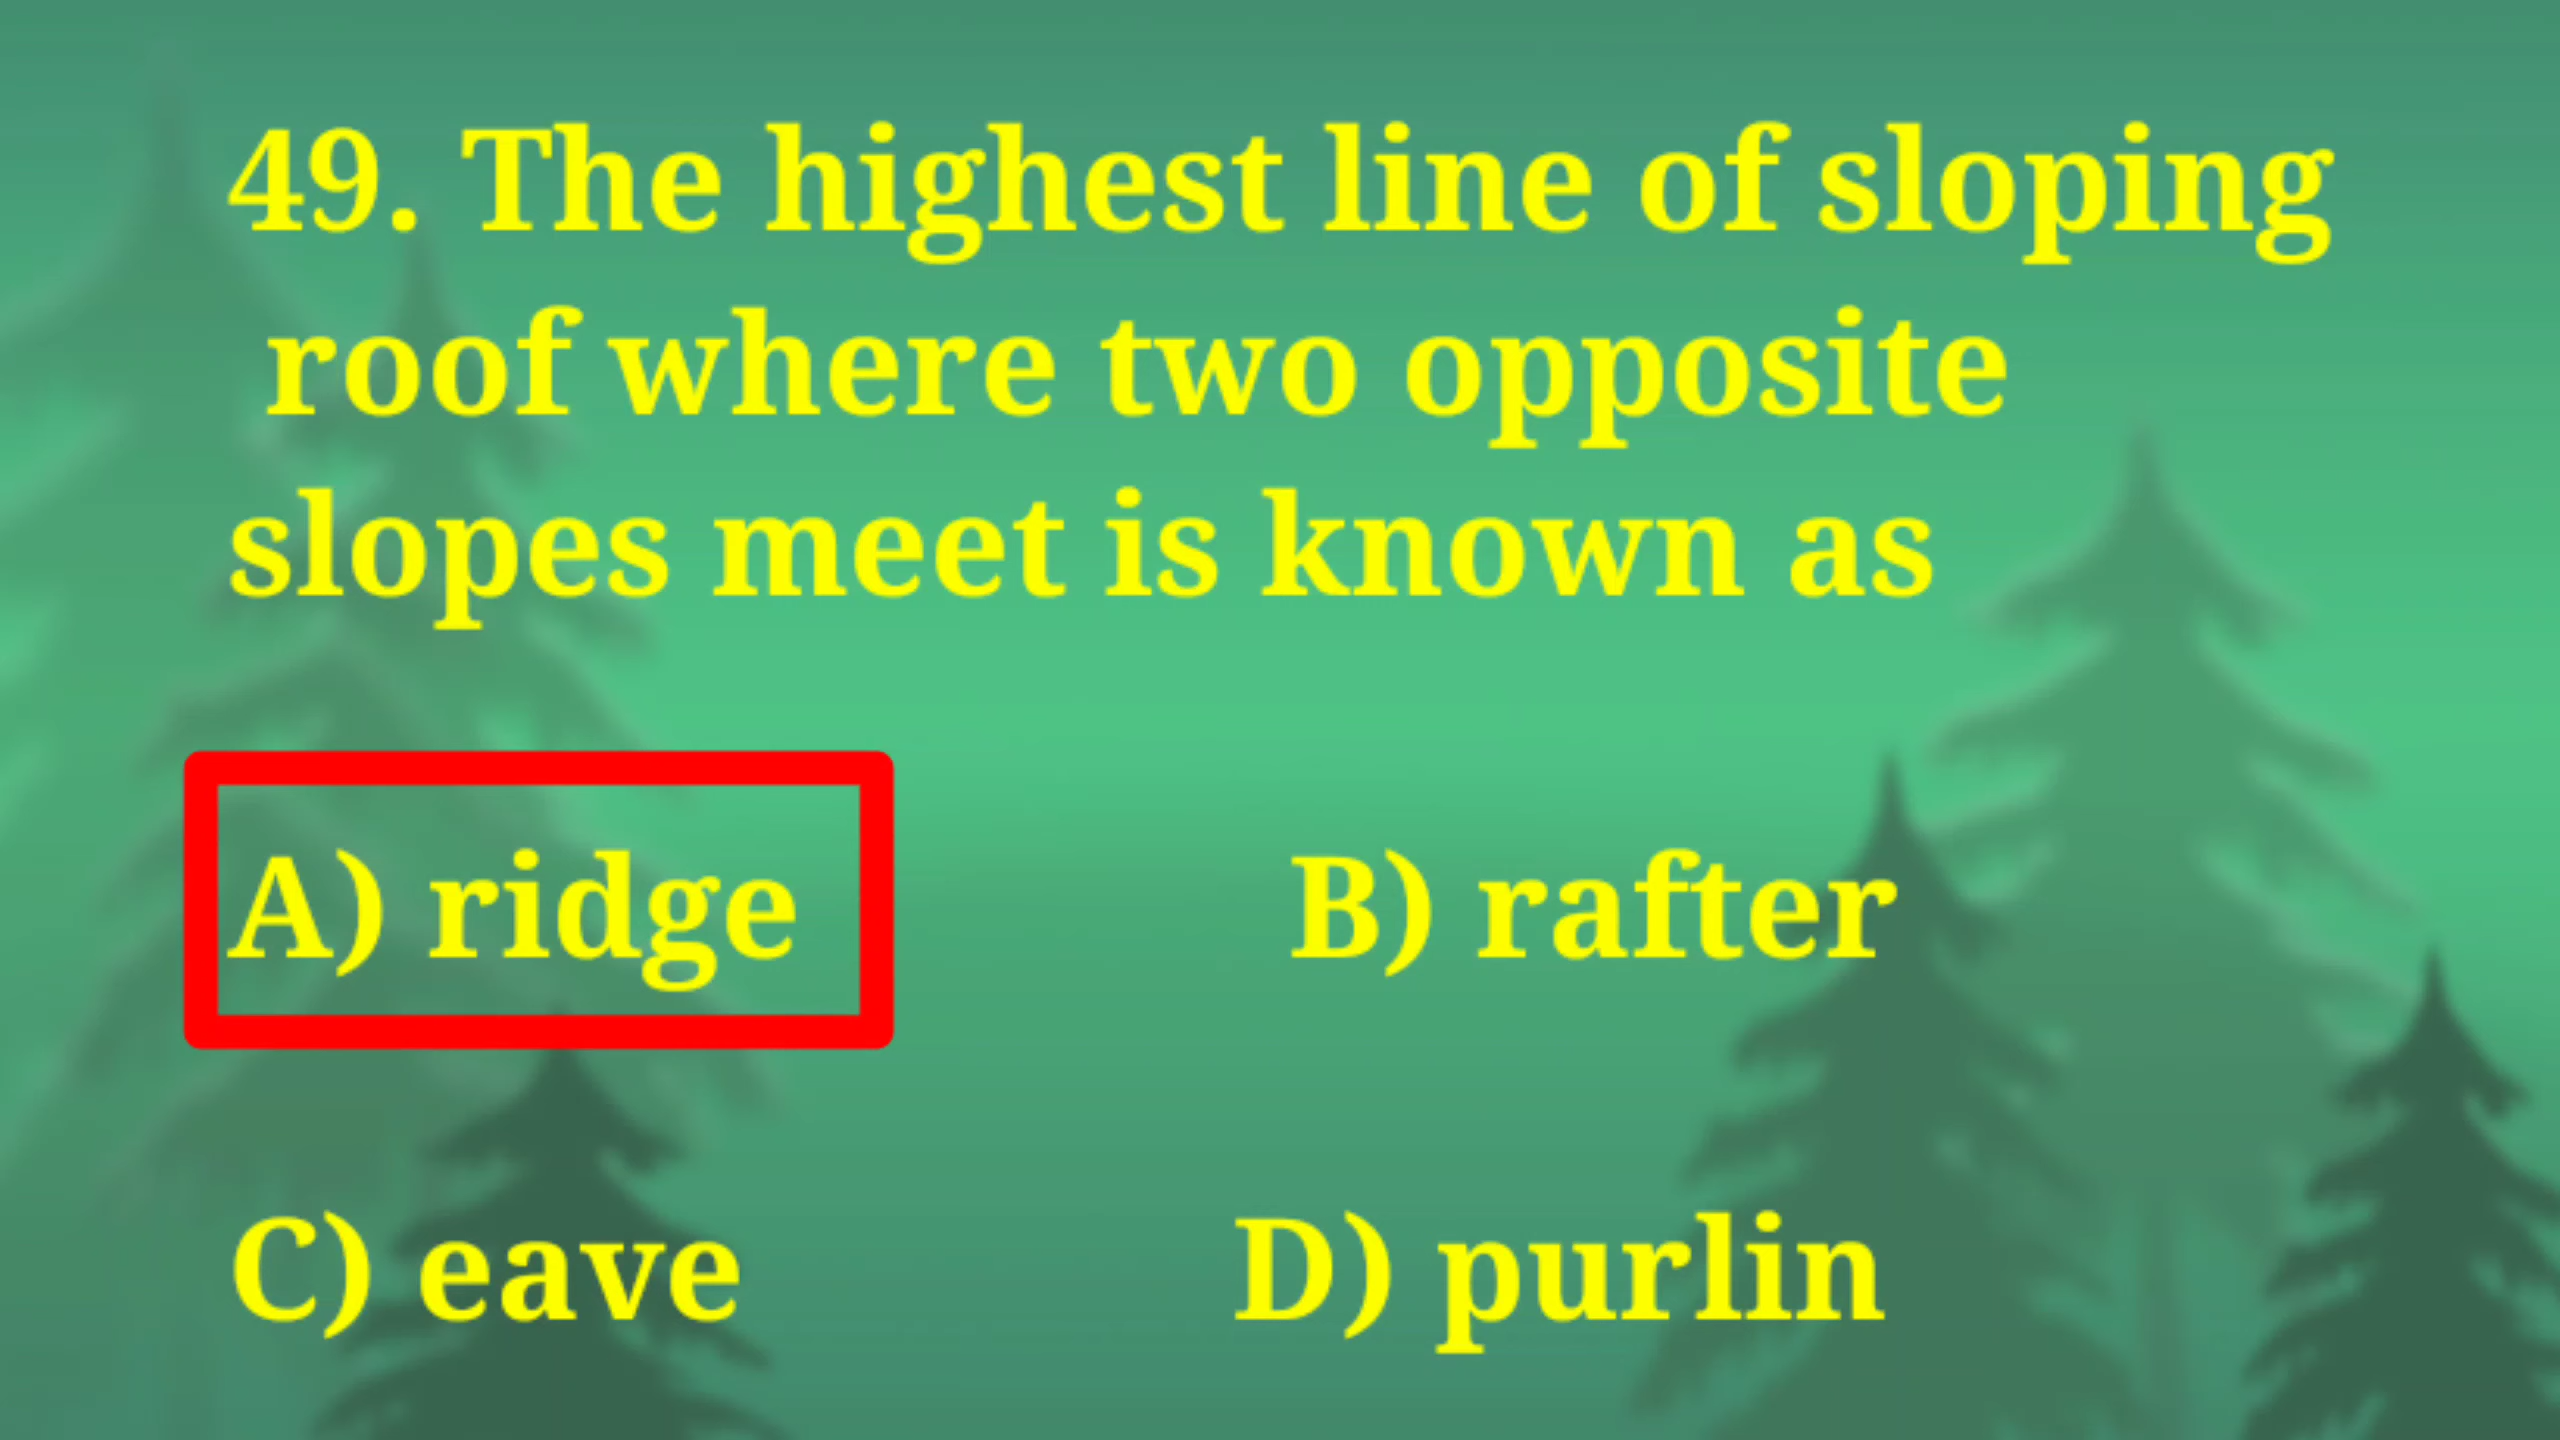 49. The highest line of sloping
roof where two opposite
slopes meet is known as
A) ridge B) rafter
C) eave D) purlin